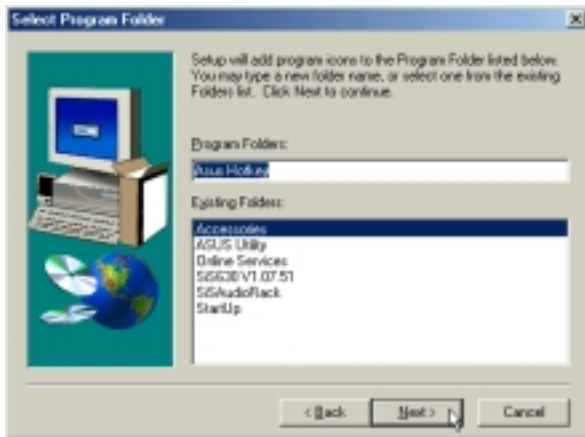 Select Program Folder
Setup will add program icons to the Program Folder listed below.
You may type a new folder name, or select one from the existing
Folders list. Click Next to continue.
Program Folders:
Asus Hotkey
Existing Folders:
Accessories
ASUS Utility
Online Services
SiS630 V1.07.51
SiSAudioRack
StartUp
< Back
Next >
Cancel